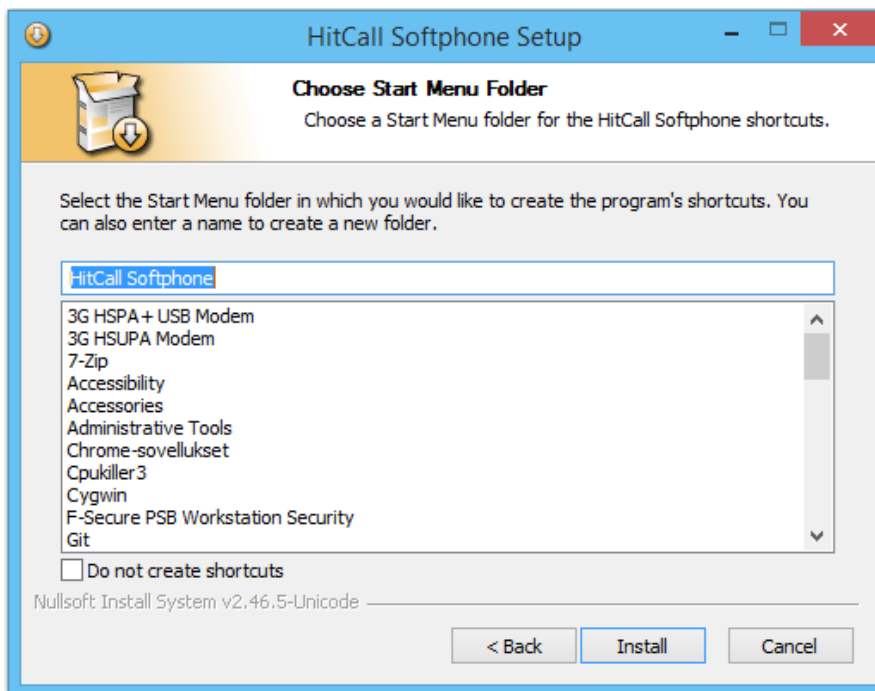 HitCall Softphone Setup
Choose Start Menu Folder
Choose a Start Menu folder for the HitCall Softphone shortcuts.
Select the Start Menu folder in which you would like to create the program's shortcuts. You
can also enter a name to create a new folder.
HitCall Softphone
3G HSPA+ USB Modem
3G HSUPA Modem
7-Zip
Accessibility
Accessories
Administrative Tools
Chrome-sovellukset
Cpukiller3
Cygwin
F-Secure PSB Workstation Security
Git
Do not create shortcuts
Nullsoft Install System v2.46.5-Unicode
< Back
Install
Cancel